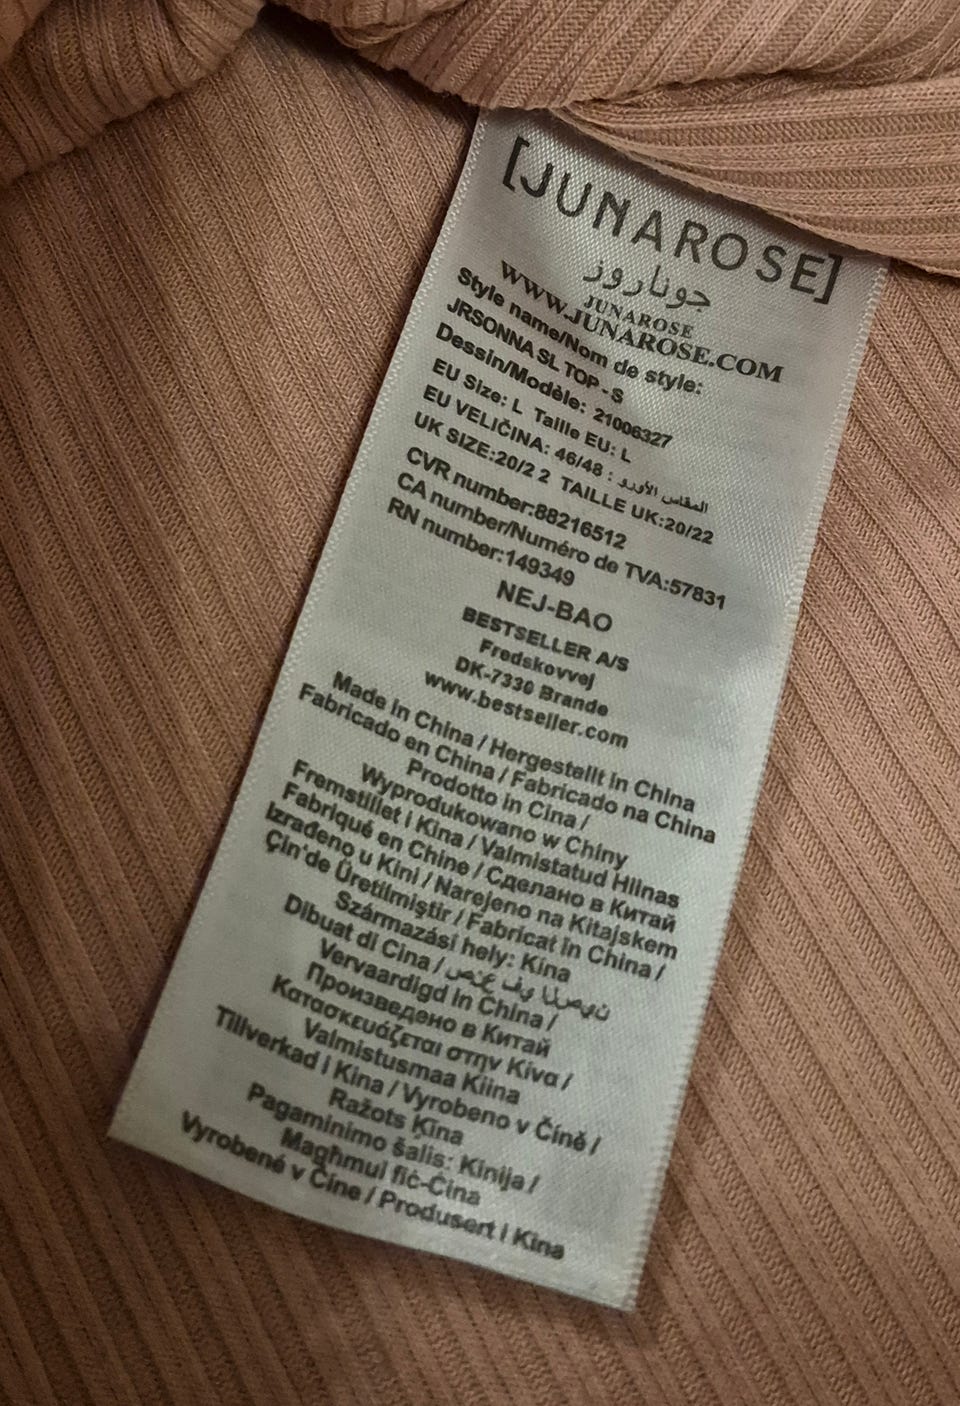 [JUNAROSE]
جوناروز
JUNAROSE
WWW.JUNAROSE.COM
Style name/Nom de style:
JRSONNA SL TOP - S
Dessin/Modèle: 21006327
EU Size: L Taille EU: L
EU VELIČINA: 46/48 : المقاس الأوروبي
UK SIZE:20/2 2 TAILLE UK:20/22
CVR number:88216512
CA number/Numéro de TVA:57831
RN number:149349
NEJ-BAO
BESTSELLER A/S
Fredskovvej
DK-7330 Brande
www.bestseller.com
Made in China / Hergestellt in China
Fabricado en China / Fabricado na China
Prodotto in Cina /
Wyprodukowano w Chiny
Fremstillet i Kina / Valmistatud Hiinas
Fabriqué en Chine / Сделано в Китай
Izrađeno u Kini / Narejeno na Kitajskem
Çin'de Üretilmiştir / Fabricat în China /
Származási hely: Kina
Dibuat di Cina / صنع في الصين
Vervaardigd in China /
Произведено в Китай
Κατασκευάζεται στην Κίνα /
Valmistusmaa Kiina
Tillverkad i Kina / Vyrobeno v Číně /
Ražots Ķīna
Pagaminimo šalis: Kinija /
Magħmul fiċ-Ċina
Vyrobené v Číne / Produsert i Kina